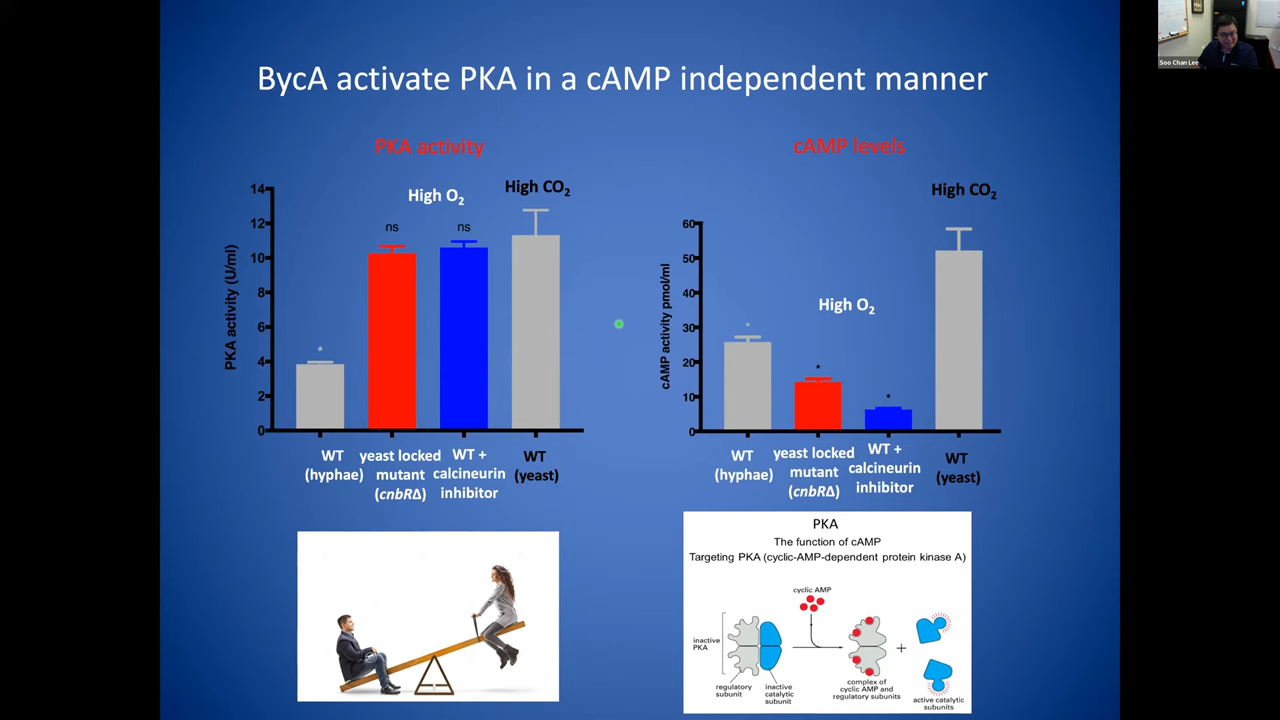 Soo Chan Lee
BycA activate PKA in a cAMP independent manner
PKA activity
High O2
High CO2
PKA activity (U/ml)
14
12
10
8
6
4
2
0
*
ns
ns
WT
(hyphae)
yeast locked
mutant
(cnbRΔ)
WT +
calcineurin
inhibitor
WT
(yeast)
cAMP levels
High CO2
High O2
cAMP activity pmol/ml
60
50
40
30
20
10
0
*
*
*
WT
(hyphae)
yeast locked
mutant
(cnbRΔ)
WT +
calcineurin
inhibitor
WT
(yeast)
PKA
The function of cAMP
Targeting PKA (cyclic-AMP-dependent protein kinase A)
cyclic AMP
inactive
PKA
+
regulatory
subunit
inactive
catalytic
subunit
complex of
cyclic AMP and
regulatory subunits
active catalytic
subunits